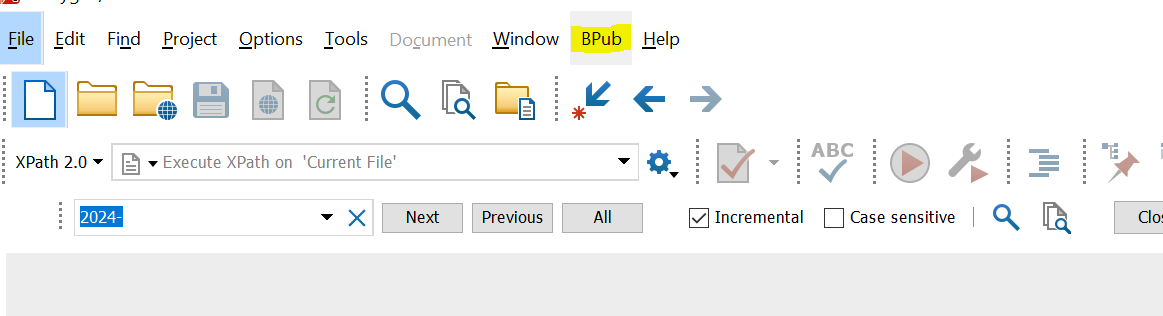 File Edit Find Project Options Tools Document Window BPub Help
XPath 2.0 Execute XPath on 'Current File' ABC
2024- Next Previous All Incremental Case sensitive